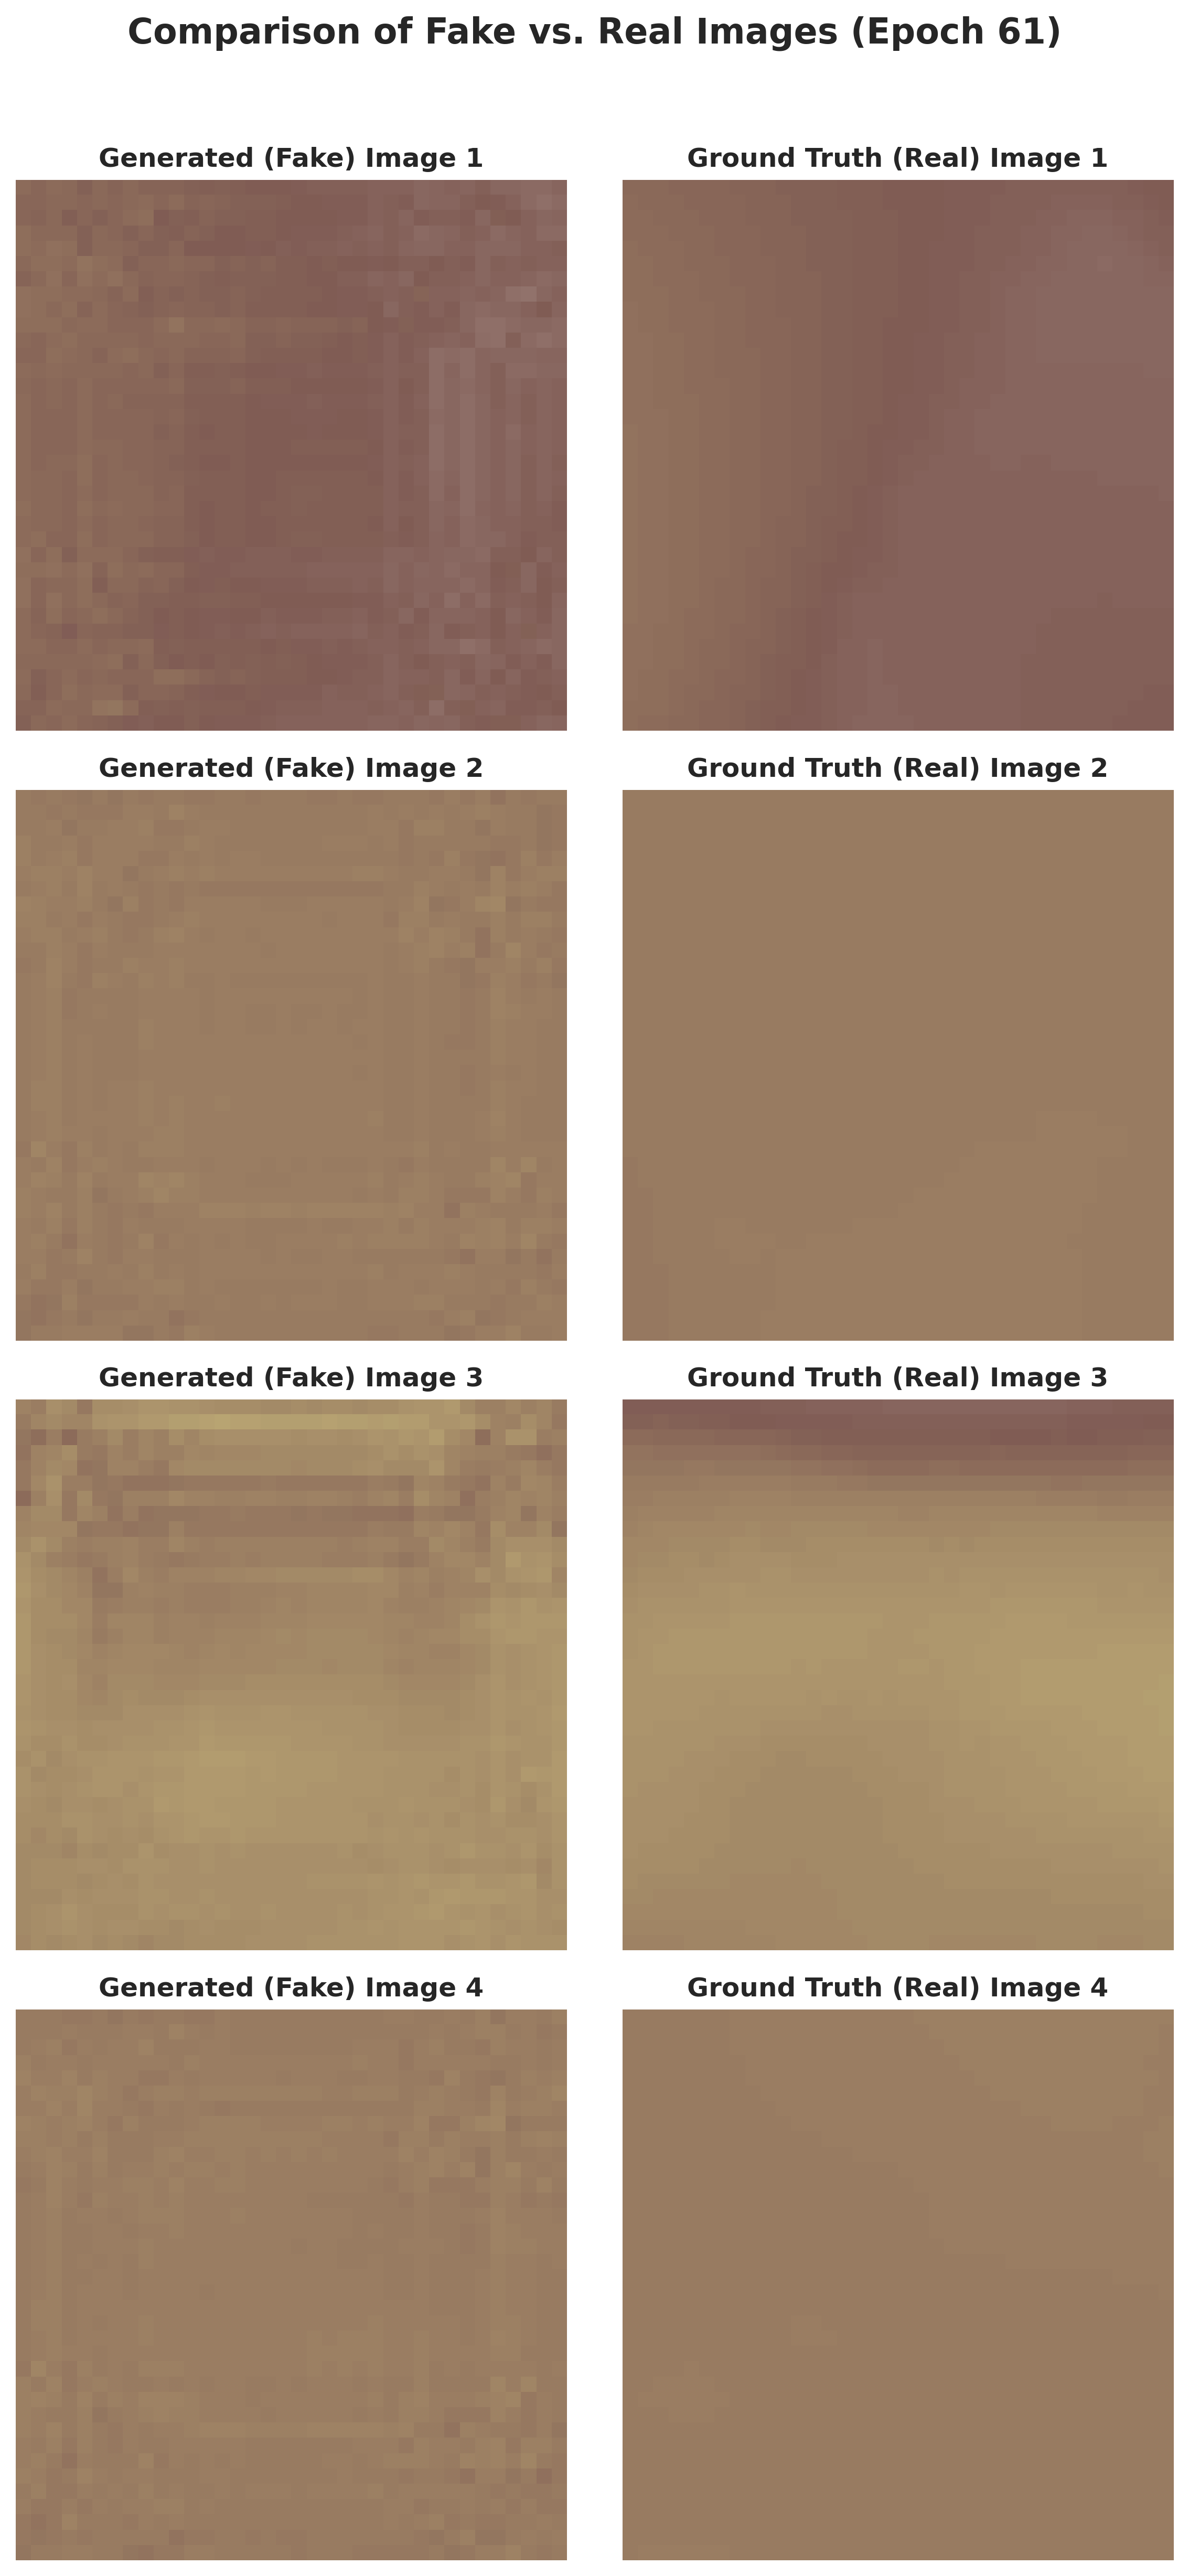 Comparison of Fake vs. Real Images (Epoch 61)
Generated (Fake) Image 1
Ground Truth (Real) Image 1
Generated (Fake) Image 2
Ground Truth (Real) Image 2
Generated (Fake) Image 3
Ground Truth (Real) Image 3
Generated (Fake) Image 4
Ground Truth (Real) Image 4